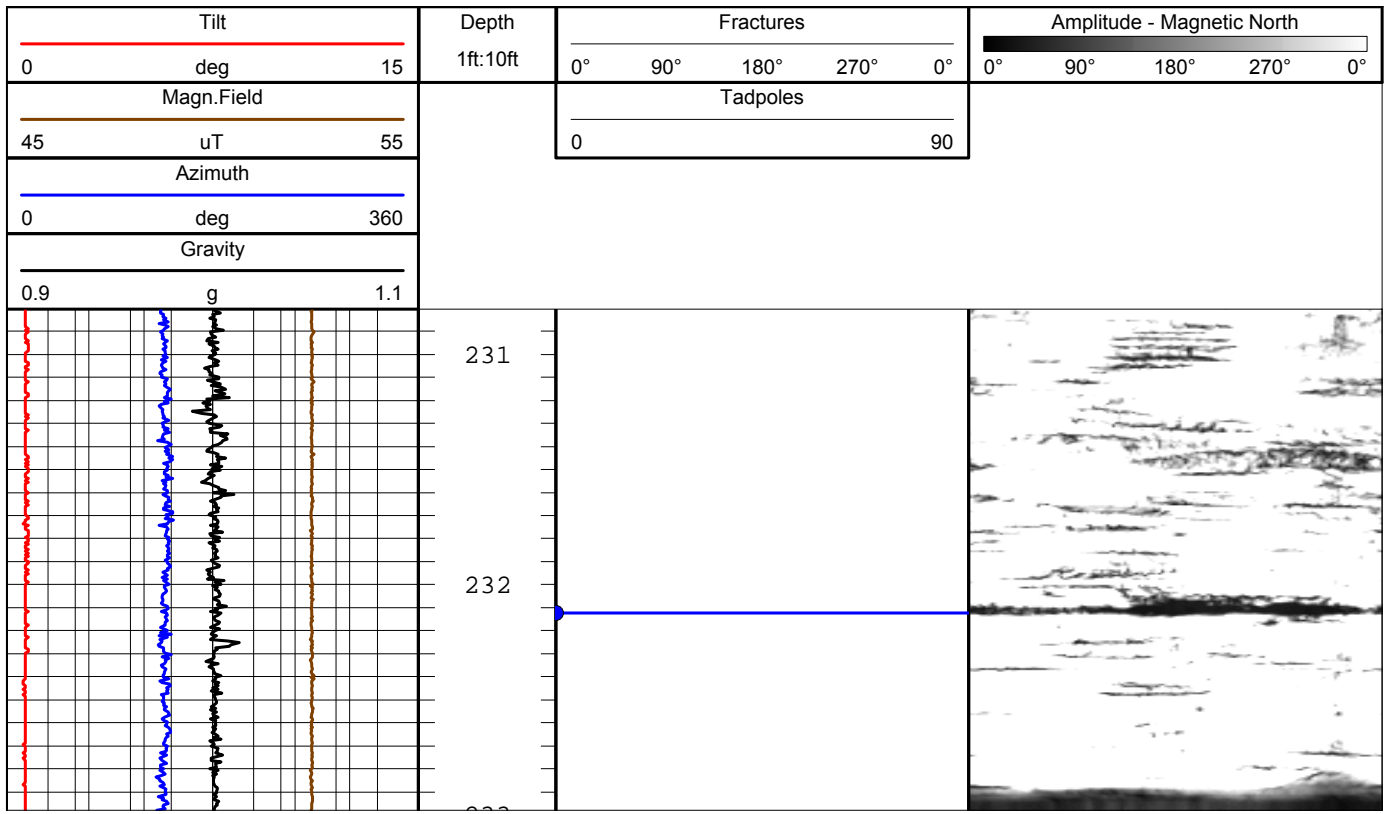 Tilt
0 deg 15
Magn.Field
45 uT 55
Azimuth
0 deg 360
Gravity
0.9 g 1.1
Depth
1ft:10ft
Fractures
0° 90° 180° 270° 0°
Tadpoles
0 90
Amplitude - Magnetic North
0° 90° 180° 270° 0°
231
232